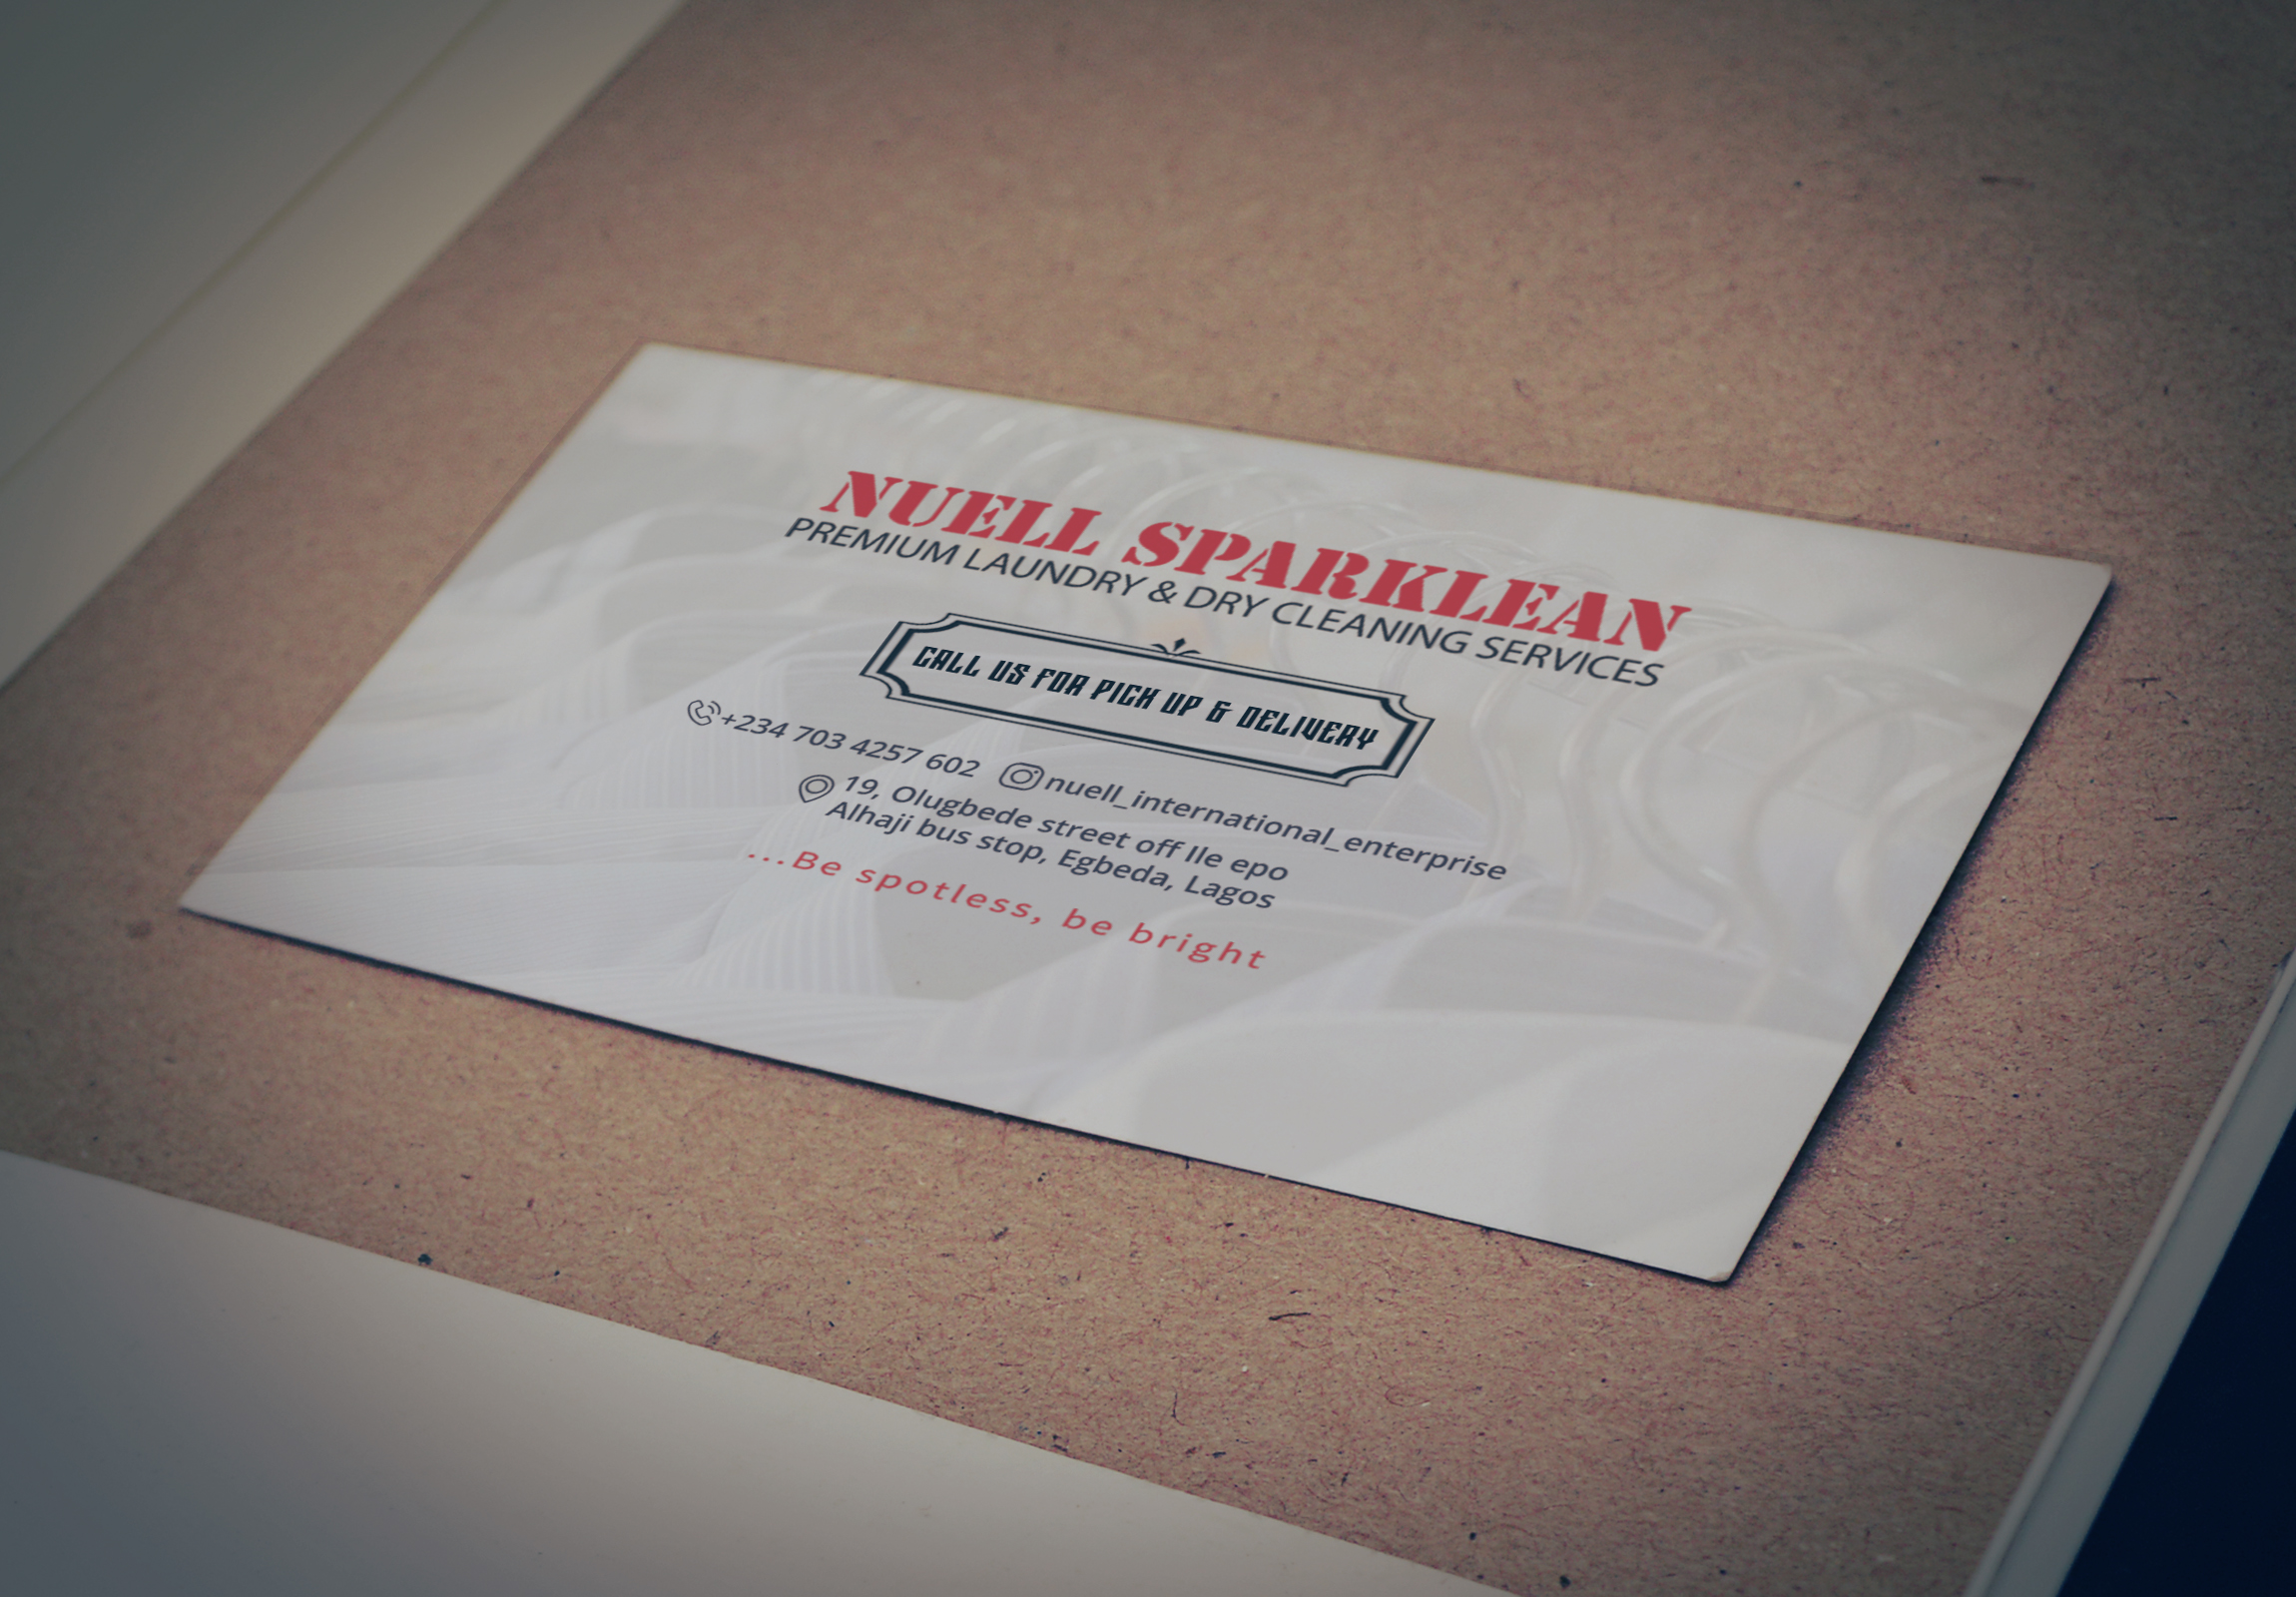 NUELL SPARKLEAN
PREMIUM LAUNDRY & DRY CLEANING SERVICES
CALL US FOR PICK UP & DELIVERY
+234 703 4257 602 nuell_international_enterprise
19, Olugbede street off Ile epo
Alhaji bus stop, Egbeda, Lagos
...Be spotless, be bright